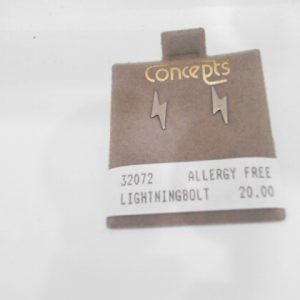 Concepts
32072 ALLERGY FREE
LIGHTNINGBOLT 20.00